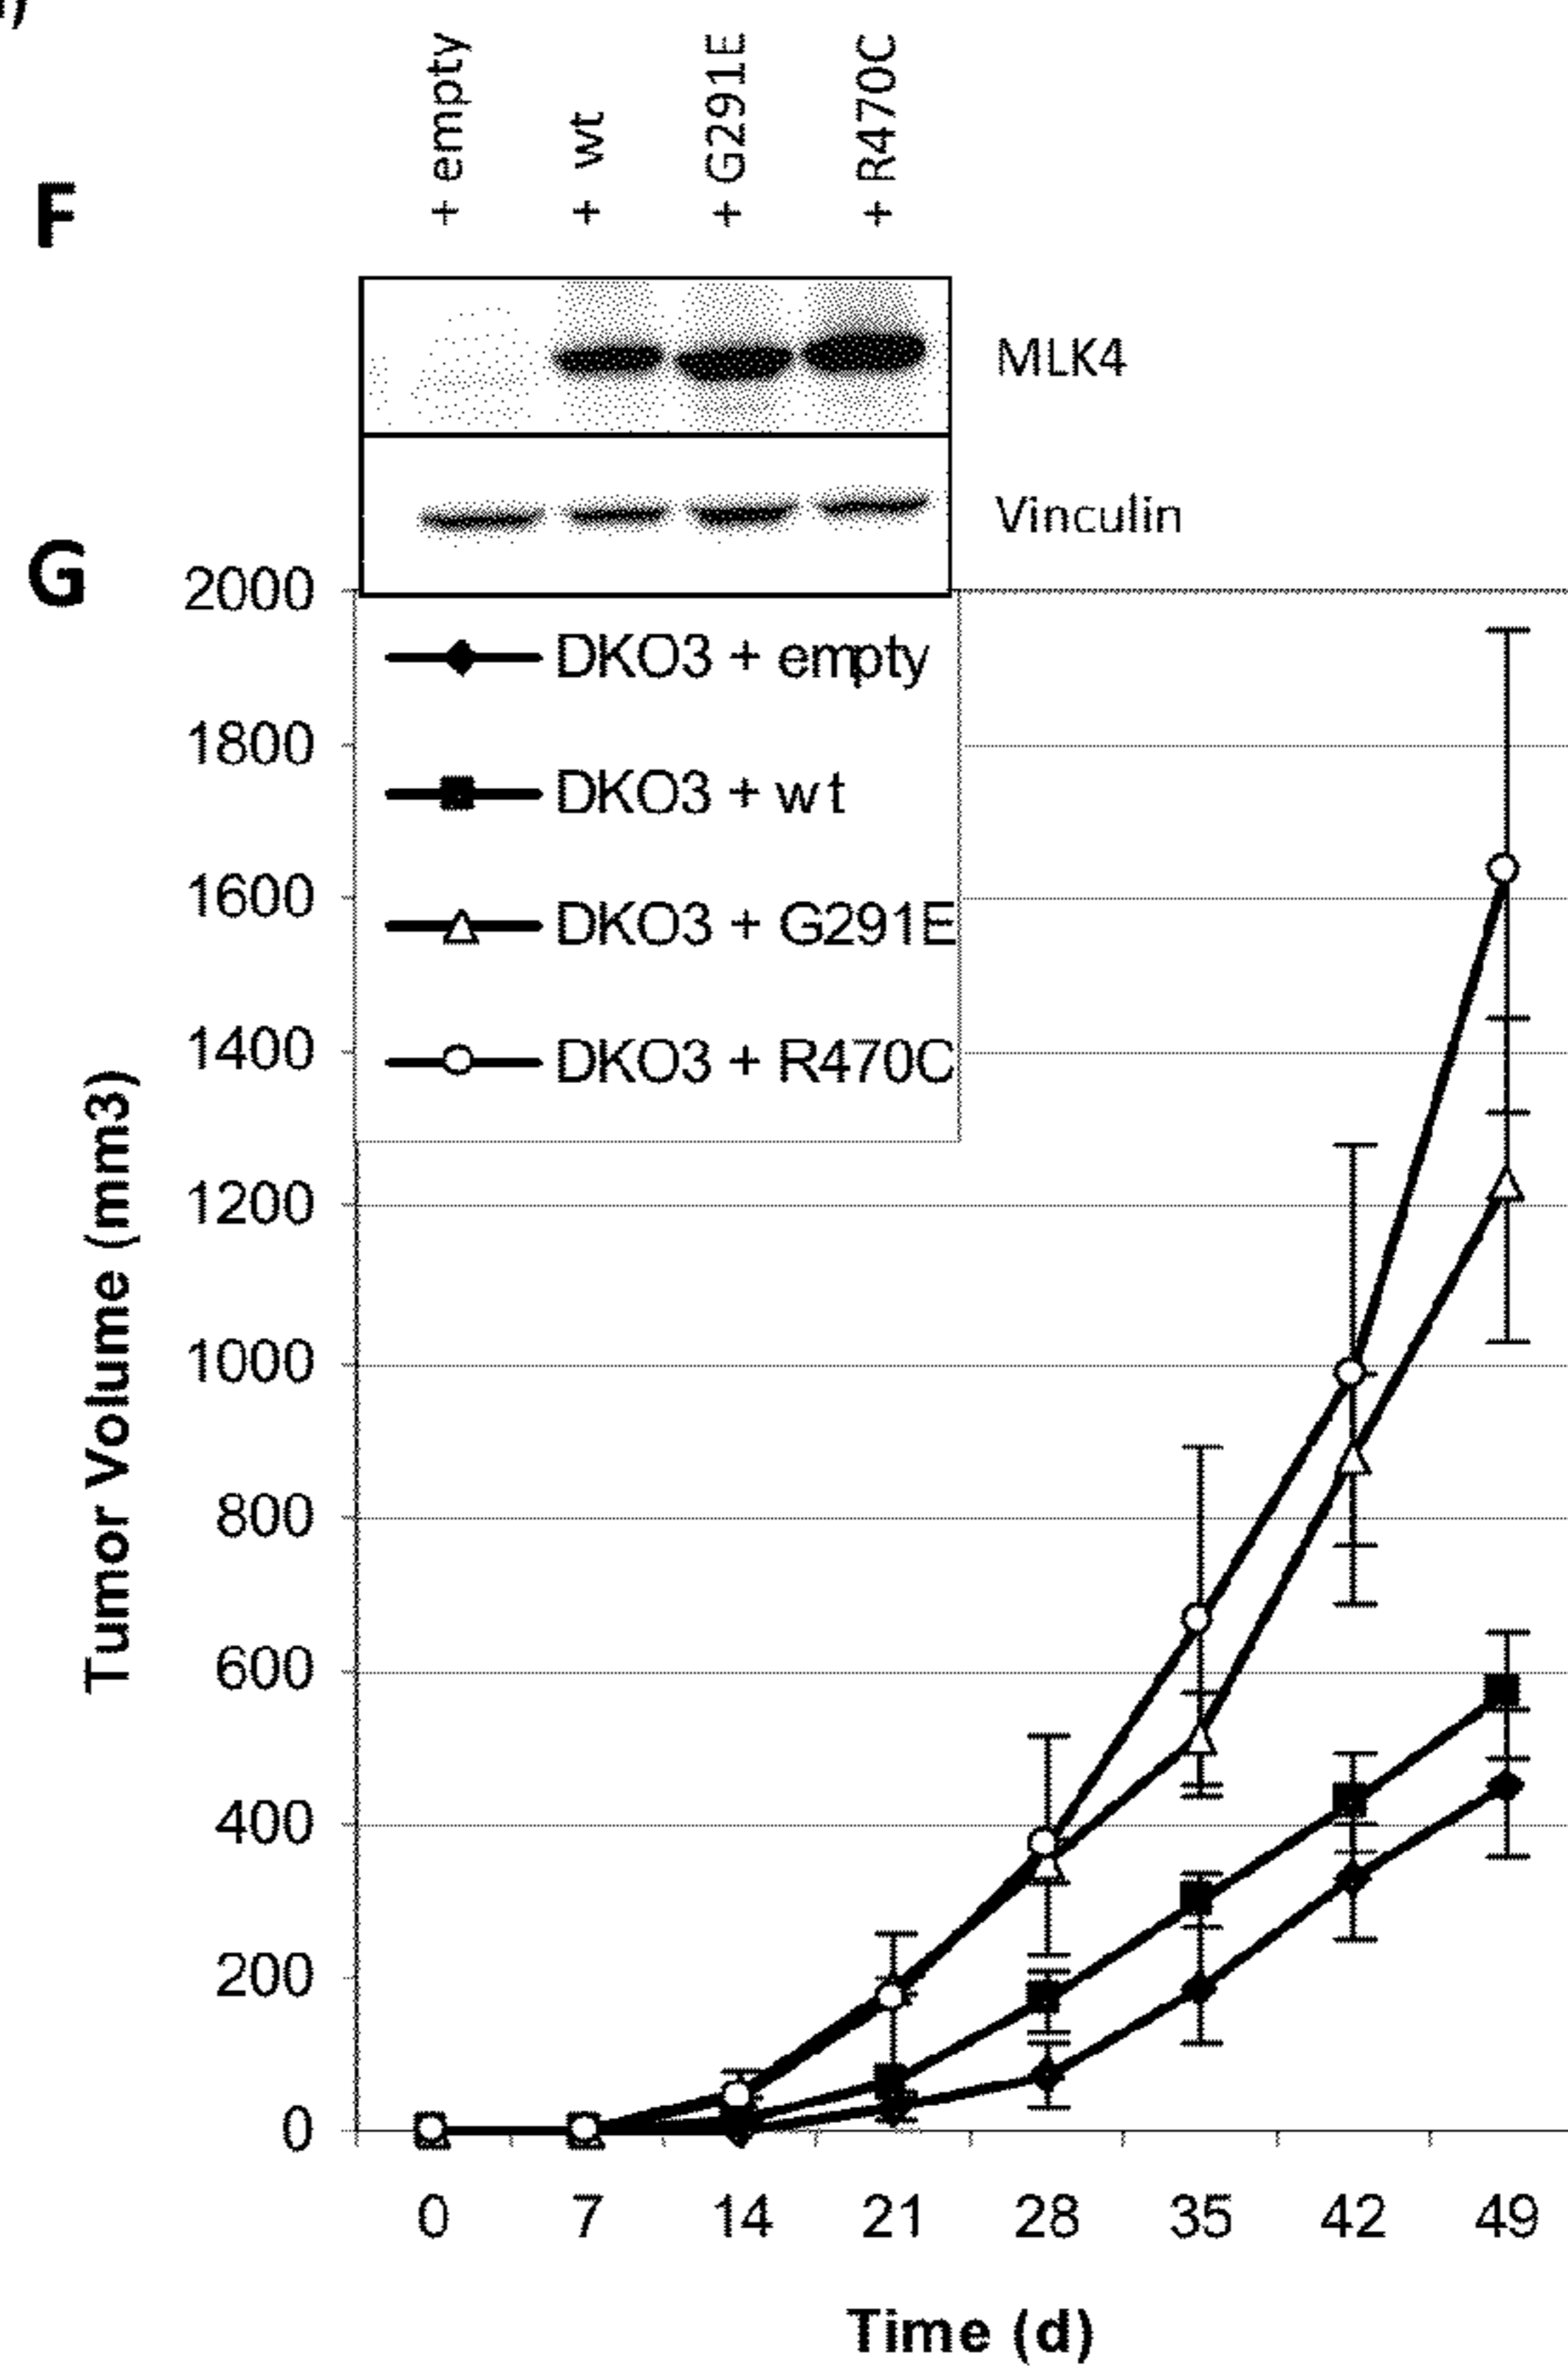 + empty
+ wt
+ G291E
+ R470C
F
MLK4
Vinculin
G
2000
1800
1600
1400
1200
1000
800
600
400
200
0
DKO3 + empty
DKO3 + wt
DKO3 + G291E
DKO3 + R470C
Tumor Volume (mm3)
0 7 14 21 28 35 42 49
Time (d)